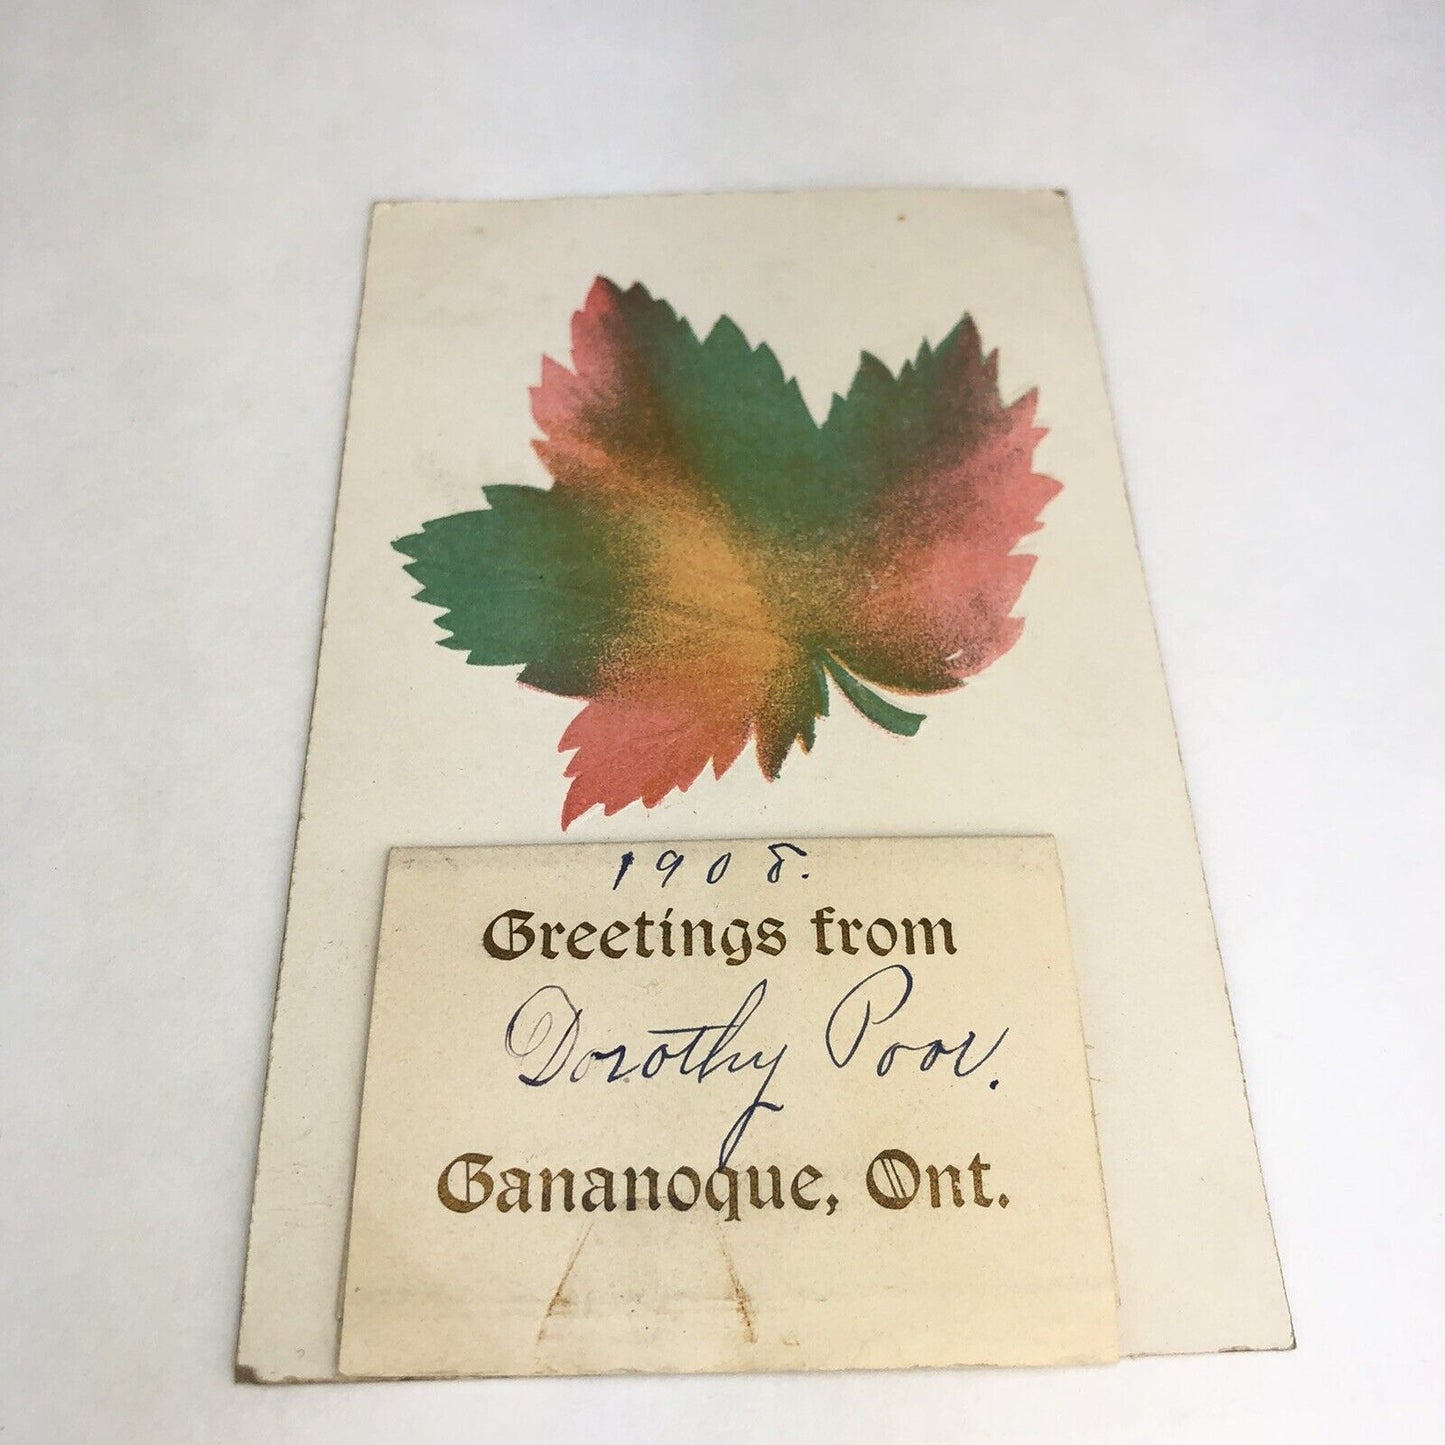 1908.
Greetings from
Dorothy Poor.
Gananoque, Ont.